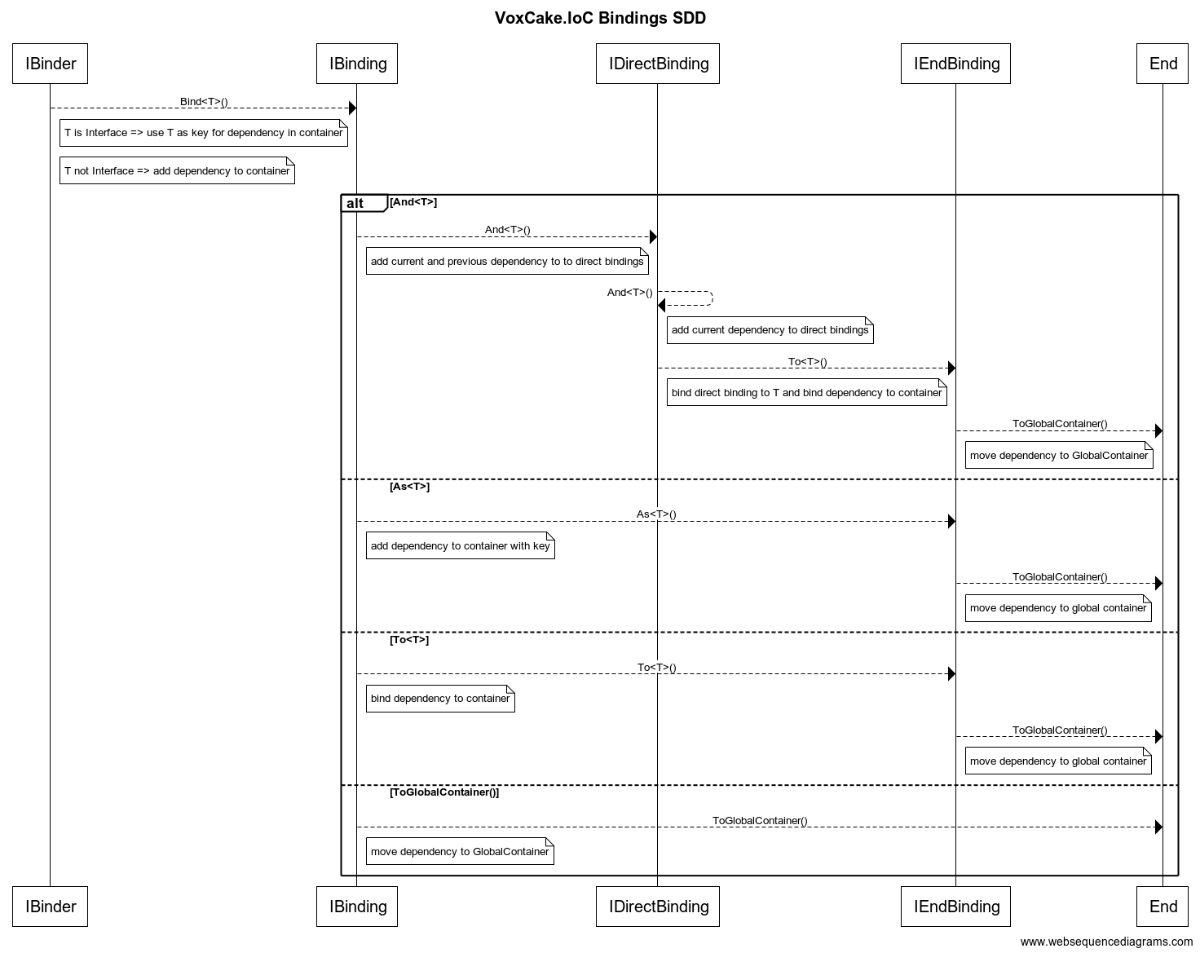 VoxCake.IoC Bindings SDD
IBinder
IBinding
IDirectBinding
IEndBinding
End
Bind<T>()
T is Interface => use T as key for dependency in container
T not Interface => add dependency to container
alt
[And<T>]
And<T>()
add current and previous dependency to to direct bindings
And<T>()
add current dependency to direct bindings
To<T>()
bind direct binding to T and bind dependency to container
ToGlobalContainer()
move dependency to GlobalContainer
[As<T>]
As<T>()
add dependency to container with key
ToGlobalContainer()
move dependency to global container
[To<T>]
To<T>()
bind dependency to container
ToGlobalContainer()
move dependency to global container
[ToGlobalContainer()]
ToGlobalContainer()
move dependency to GlobalContainer
IBinder
IBinding
IDirectBinding
IEndBinding
End
www.websequencediagrams.com